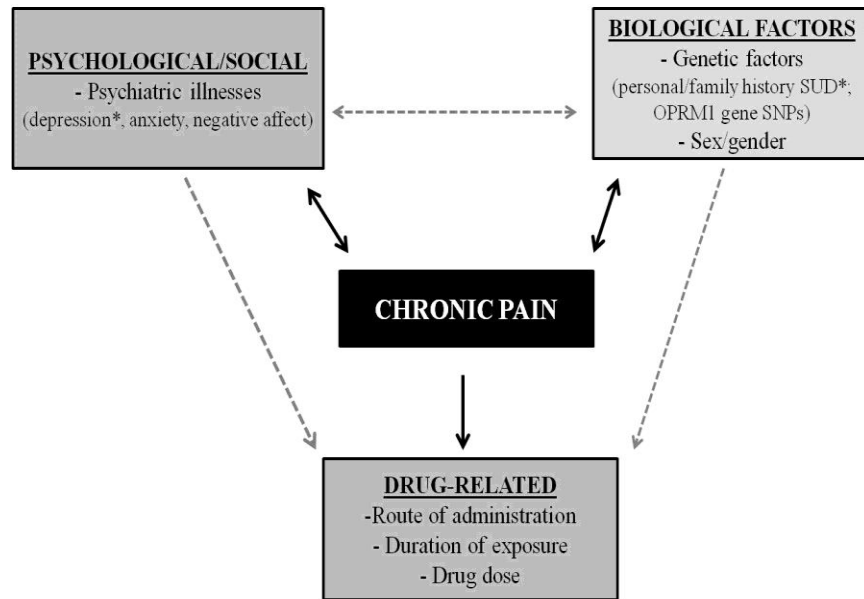 PSYCHOLOGICAL/SOCIAL
- Psychiatric illnesses
(depression*, anxiety, negative affect)
BIOLOGICAL FACTORS
- Genetic factors
(personal/family history SUD*;
OPRM1 gene SNPs)
- Sex/gender
CHRONIC PAIN
DRUG-RELATED
-Route of administration
- Duration of exposure
- Drug dose